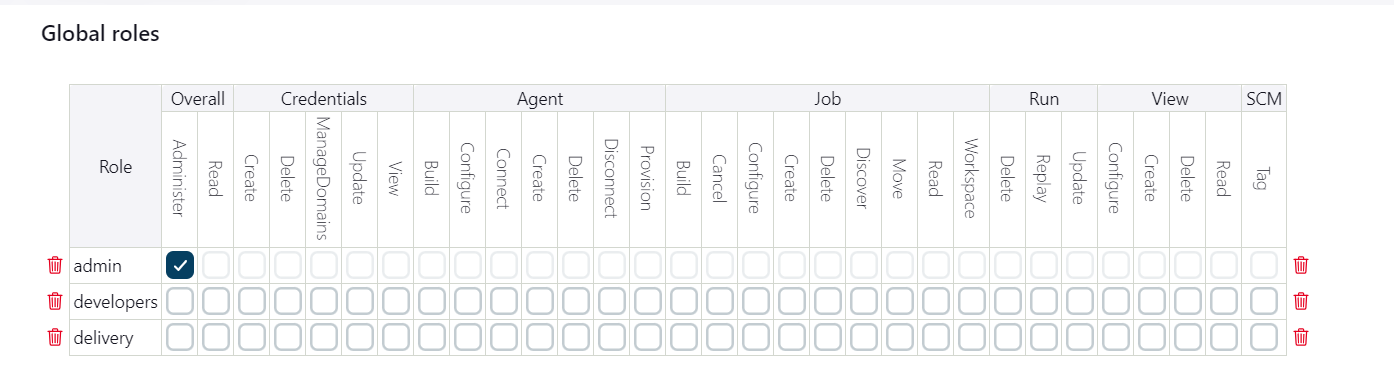 Global roles
Role Overall Credentials Agent Job Run View SCM
Administer Read Create Delete ManageDomains Update View Build Configure Connect Create Delete Disconnect Provision Build Cancel Configure Create Delete Discover Move Read Workspace Delete Replay Update Configure Create Delete Read Tag
admin
developers
delivery